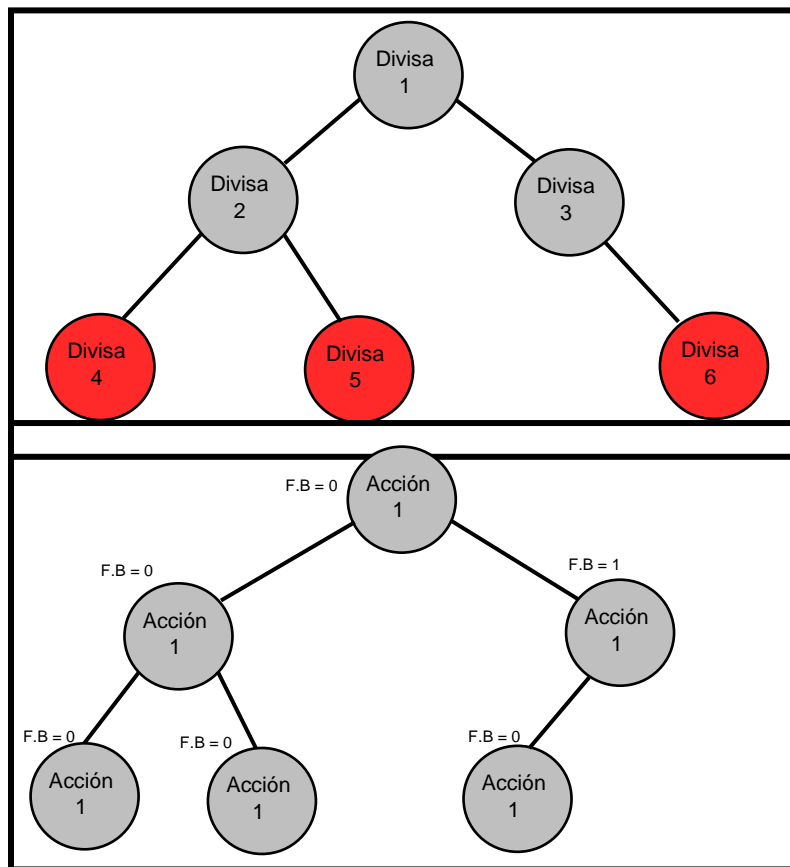 Divisa
1
Divisa
2
Divisa
3
Divisa
4
Divisa
5
Divisa
6
F.B = 0
Acción
1
F.B = 0
Acción
1
F.B = 1
Acción
1
F.B = 0
Acción
1
F.B = 0
Acción
1
F.B = 0
Acción
1